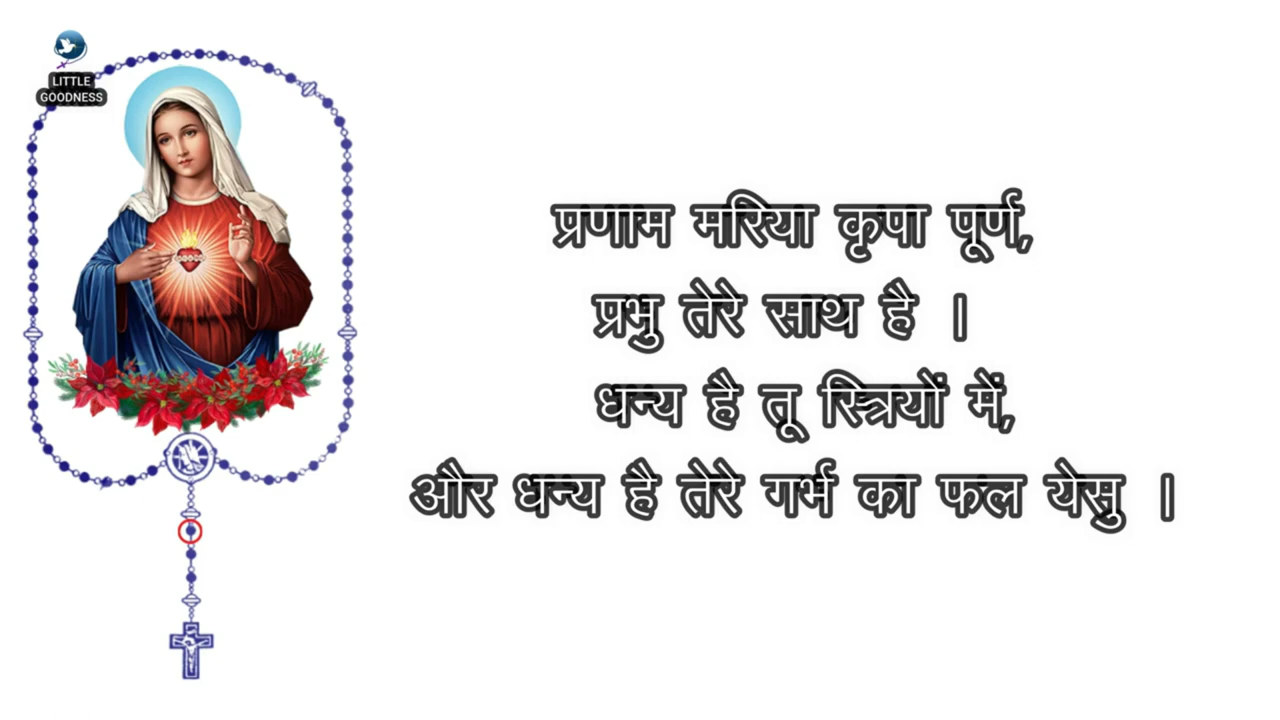 LITTLE
GOODNESS
प्रणाम मरिया कृपा पूर्ण,
प्रभु तेरे साथ है ।
धन्य है तू स्त्रियों में,
और धन्य है तेरे गर्भ का फल येसु ।